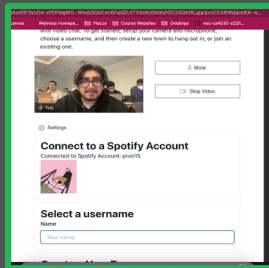 Wellness Homepa...
Piazza
Course Websites
Gradings
with video chat. To get started, setup your camera and microphone,
choose a username, and then create a new town to hang out in, or join an
existing one.
Mute
You
Stop Video
Settings
Connect to a Spotify Account
Connected to Spotify Account: pivin15
Select a username
Name
Your name